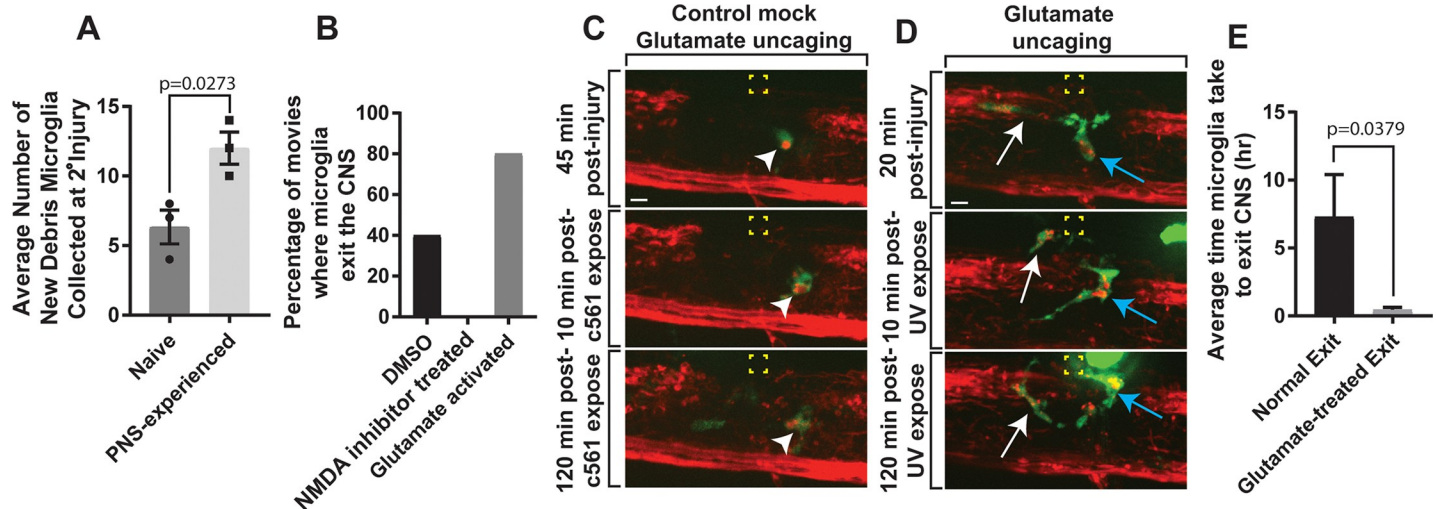 A
Average Number of
New Debris Microglia
Collected at 2°Injury
p=0.0273
15
10
5
0
Naive
PNS-experienced
B
Percentage of movies
where microglia
exit the CNS
100
80
60
40
20
0
DMSO
NMDA inhibitor treated
Glutamate activated
C
Control mock
Glutamate uncaging
45 min
post-injury
10 min post-
c561 expose
120 min post-
c561 expose
D
Glutamate
uncaging
20 min
post-injury
10 min post-
UV expose
120 min post-
UV expose
E
Average time microglia take
to exit CNS (hr)
p=0.0379
15
10
5
0
Normal Exit
Glutamate-treated Exit